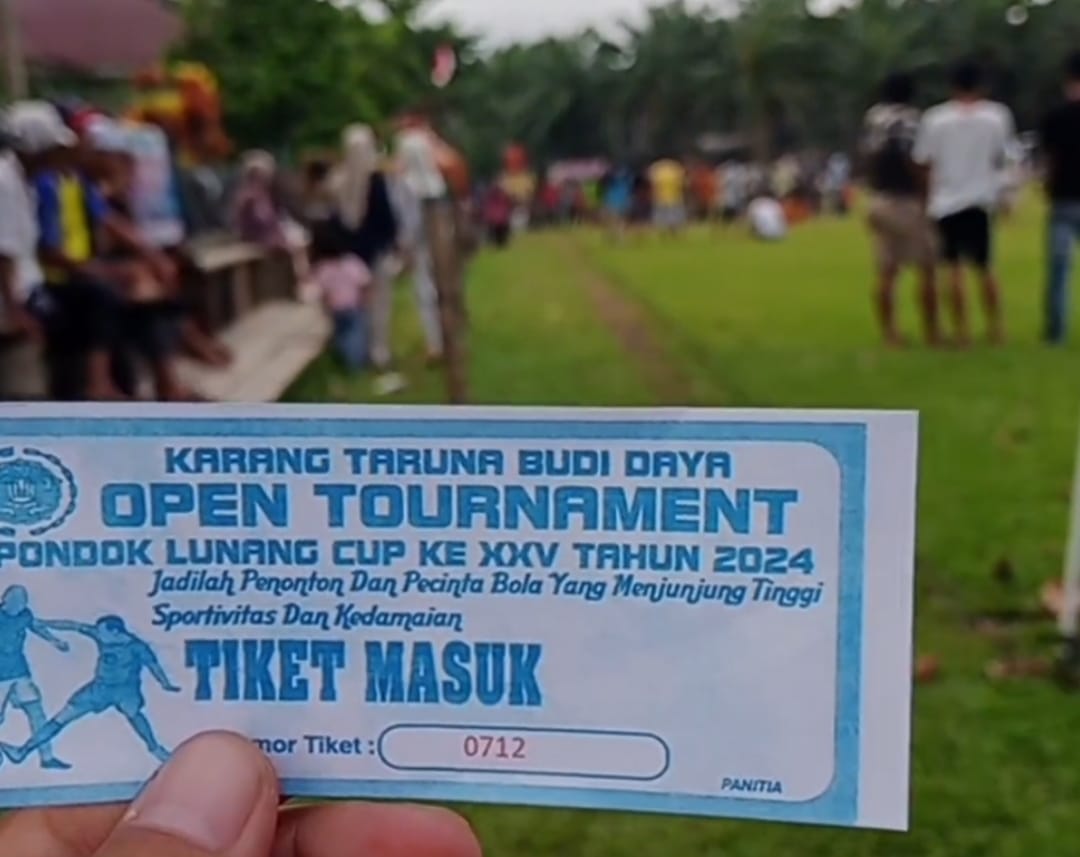 KARANG TARUNA BUDI DAYA
OPEN TOURNAMENT
PONDOK LUNANG CUP KE XXV TAHUN 2024
Jadilah Penonton Dan Pecinta Bola Yang Menjunjung Tinggi
Sportivitas Dan Kedamaian
TIKET MASUK
mor Tiket : 0712
PANITIA